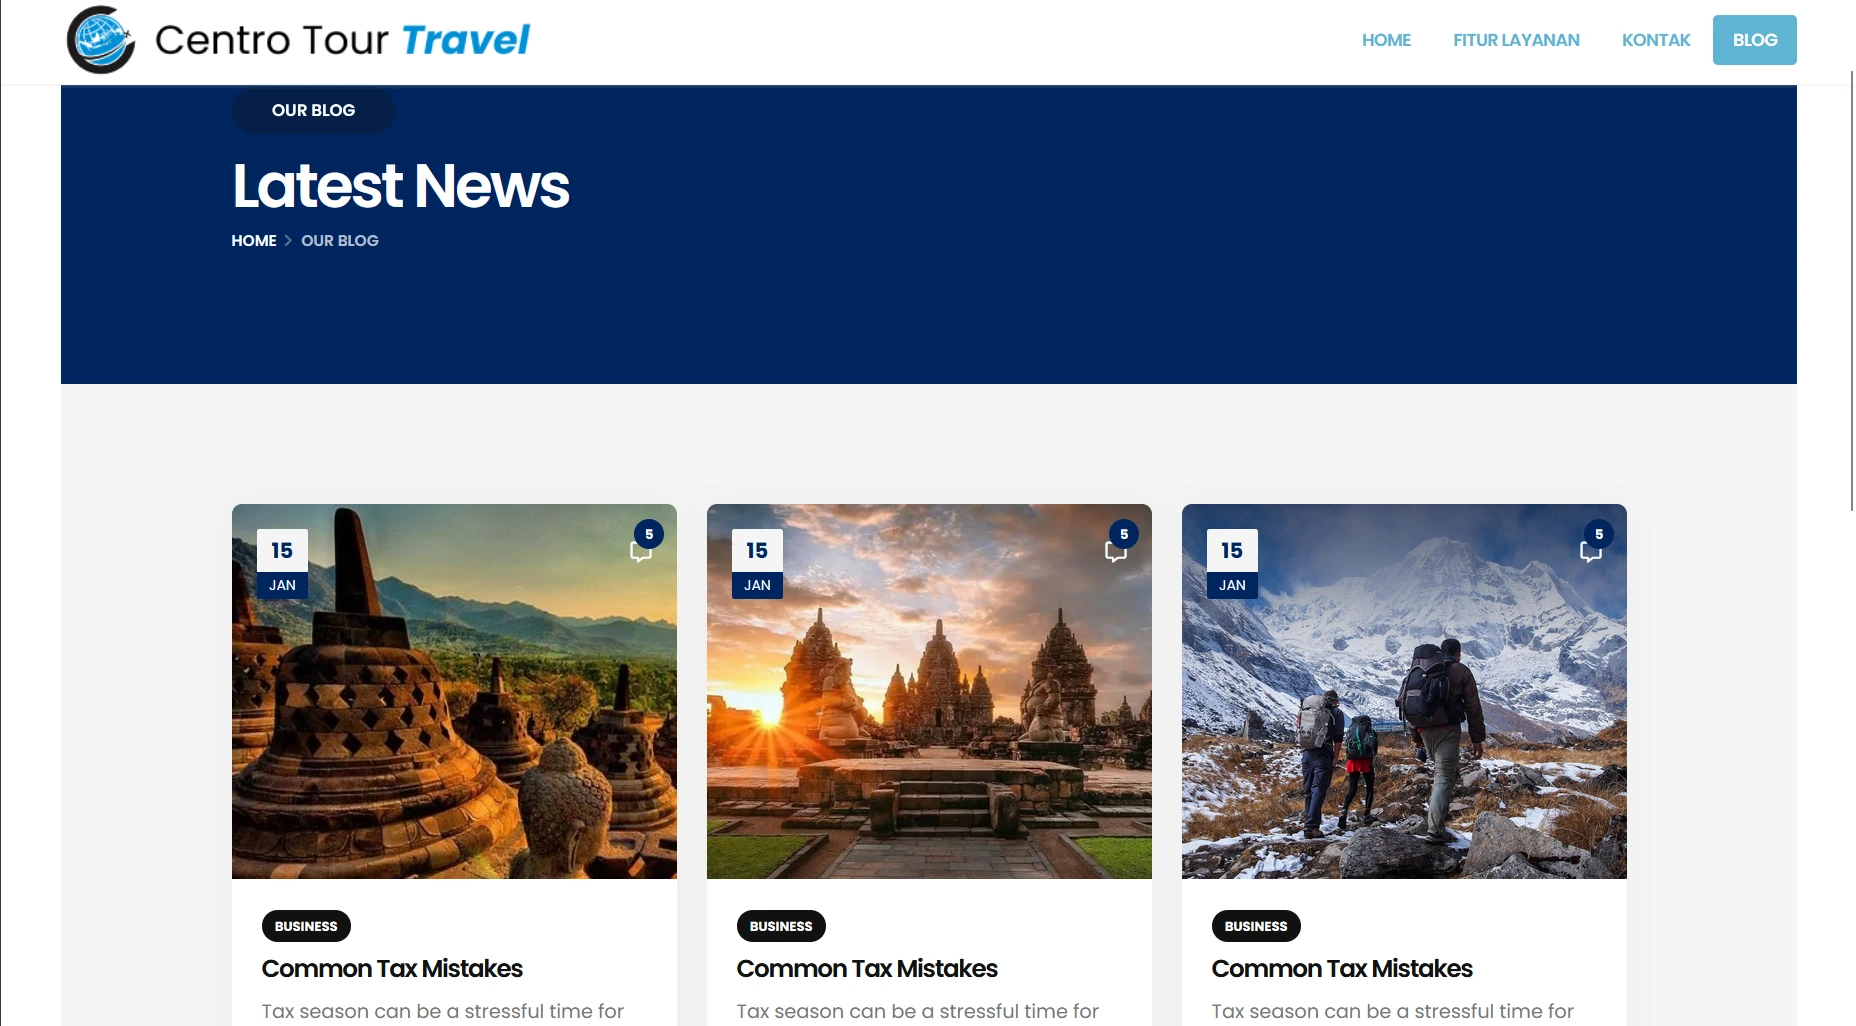 Centro Tour Travel
HOME FITUR LAYANAN KONTAK BLOG
OUR BLOG
Latest News
HOME > OUR BLOG
15 JAN 5
15 JAN 5
15 JAN 5
BUSINESS
Common Tax Mistakes
Tax season can be a stressful time for
BUSINESS
Common Tax Mistakes
Tax season can be a stressful time for
BUSINESS
Common Tax Mistakes
Tax season can be a stressful time for